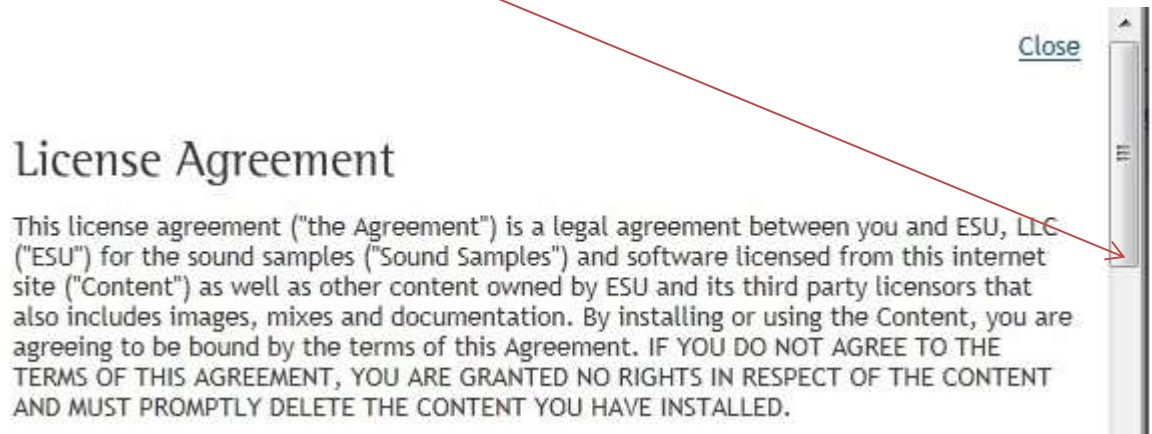 Close
License Agreement
This license agreement ("the Agreement") is a legal agreement between you and ESU, LLC
("ESU") for the sound samples ("Sound Samples") and software licensed from this internet
site ("Content") as well as other content owned by ESU and its third party licensors that
also includes images, mixes and documentation. By installing or using the Content, you are
agreeing to be bound by the terms of this Agreement. IF YOU DO NOT AGREE TO THE
TERMS OF THIS AGREEMENT, YOU ARE GRANTED NO RIGHTS IN RESPECT OF THE CONTENT
AND MUST PROMPTLY DELETE THE CONTENT YOU HAVE INSTALLED.